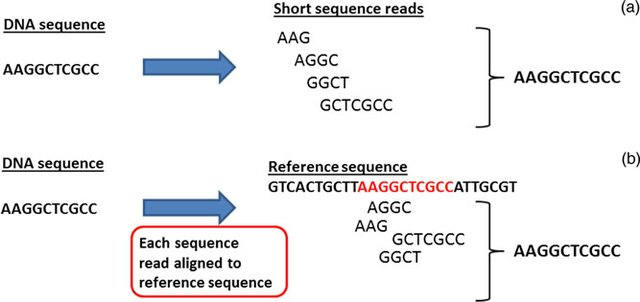 (a)
Short sequence reads
DNA sequence
AAGGCTCGCC
AAG
AGGC
GGCT
GCTCGCC
AAGGCTCGCC
(b)
DNA sequence
AAGGCTCGCC
Each sequence
read aligned to
reference sequence
Reference sequence
GTCACTGCTTAAGGCTCGCCATTGCGT
AGGC
AAG
GCTCGCC
GGCT
AAGGCTCGCC